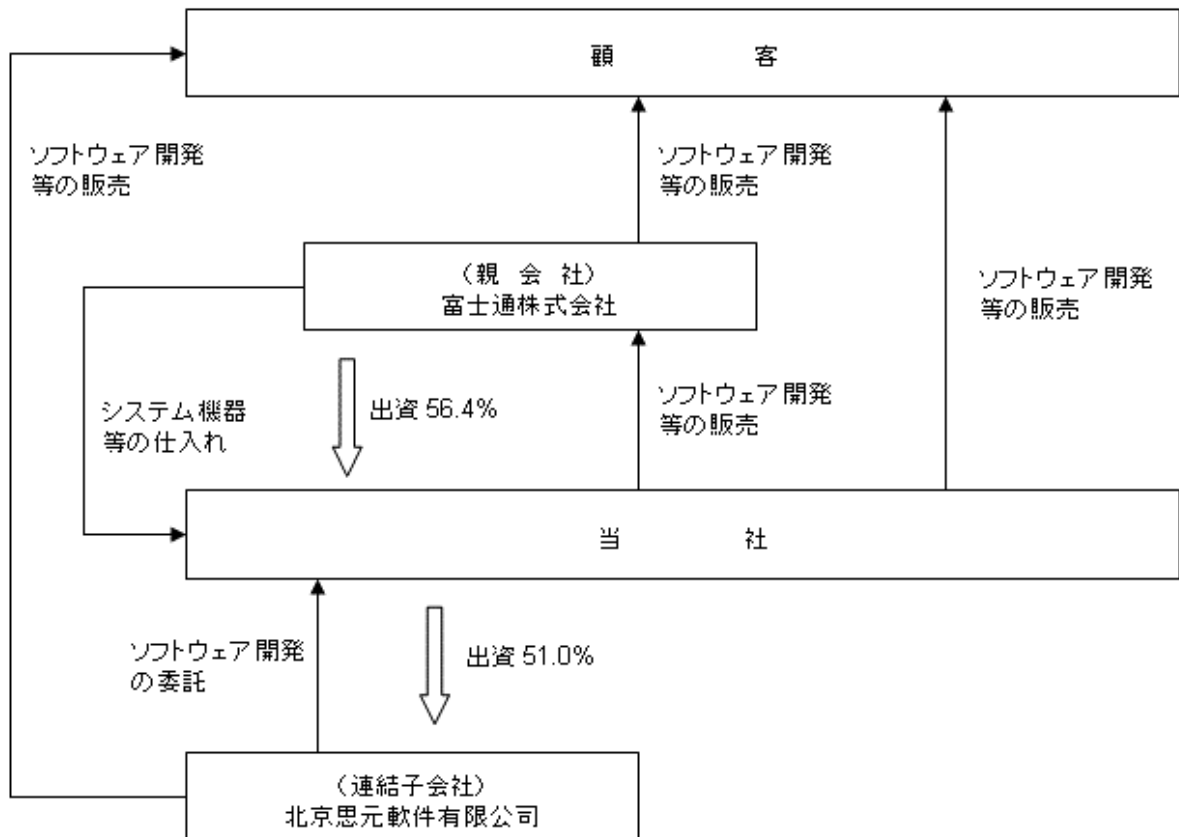 顧　　　客
ソフトウェア開発
等の販売
ソフトウェア開発
等の販売
（親　会　社）
富士通株式会社
ソフトウェア開発
等の販売
システム機器
等の仕入れ
出資 56.4%
ソフトウェア開発
等の販売
当　　　社
ソフトウェア開発
の委託
出資 51.0%
（連結子会社）
北京思元軟件有限公司